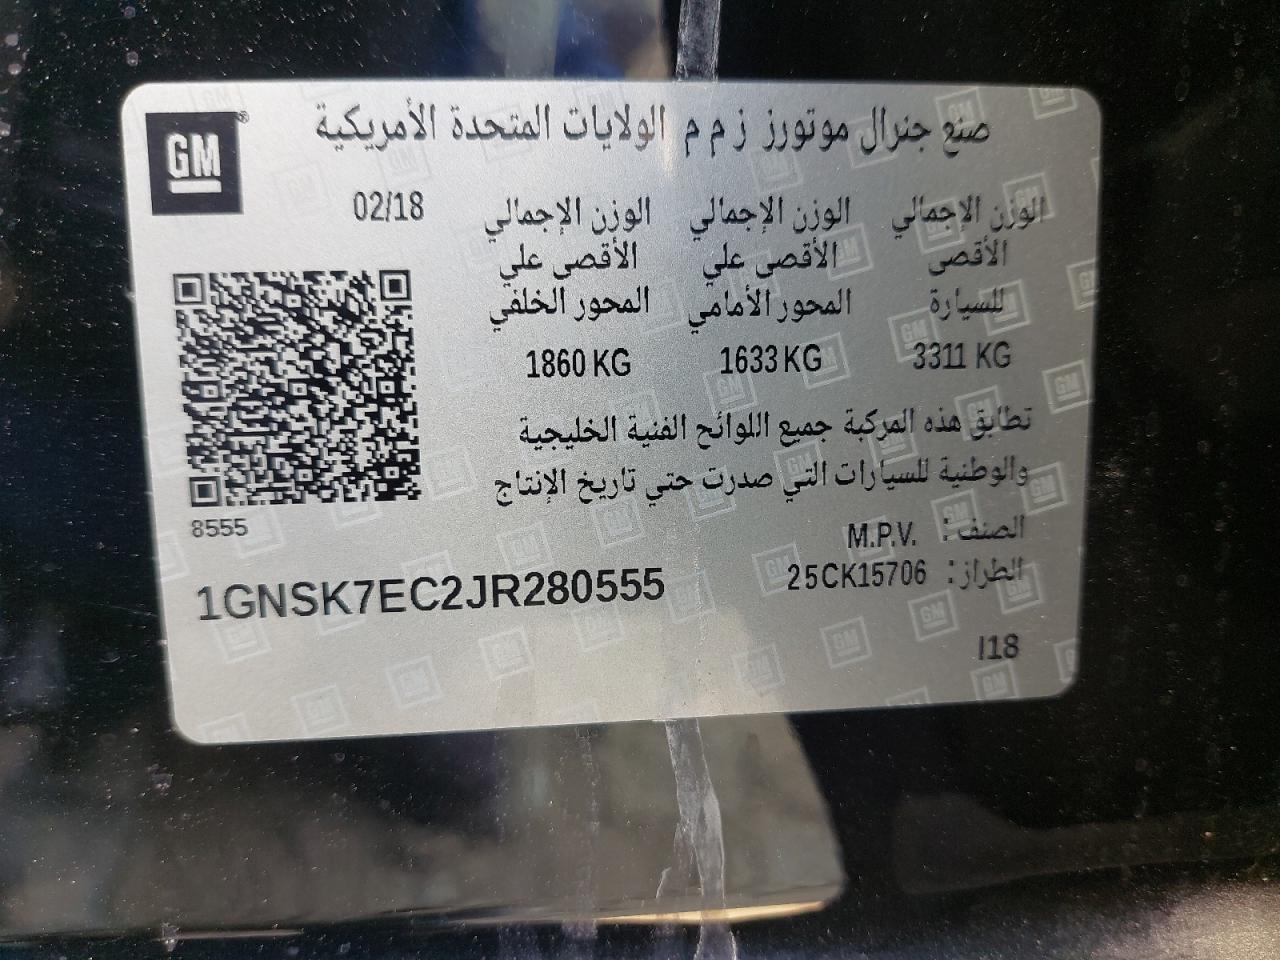 GM
صنع جنرال موتورز ز م م الولايات المتحدة الأمريكية
02/18
الوزن الإجمالي الوزن الإجمالي الوزن الإجمالي
الأقصى الأقصى علي الأقصى علي
للسيارة المحور الأمامي المحور الخلفي
3311 KG 1633 KG 1860 KG
تطابق هذه المركبة جميع اللوائح الفنية الخليجية
والوطنية للسيارات التي صدرت حتي تاريخ الإنتاج
8555
الصنف: M.P.V.
الطراز: 25CK15706
1GNSK7EC2JR280555
I18